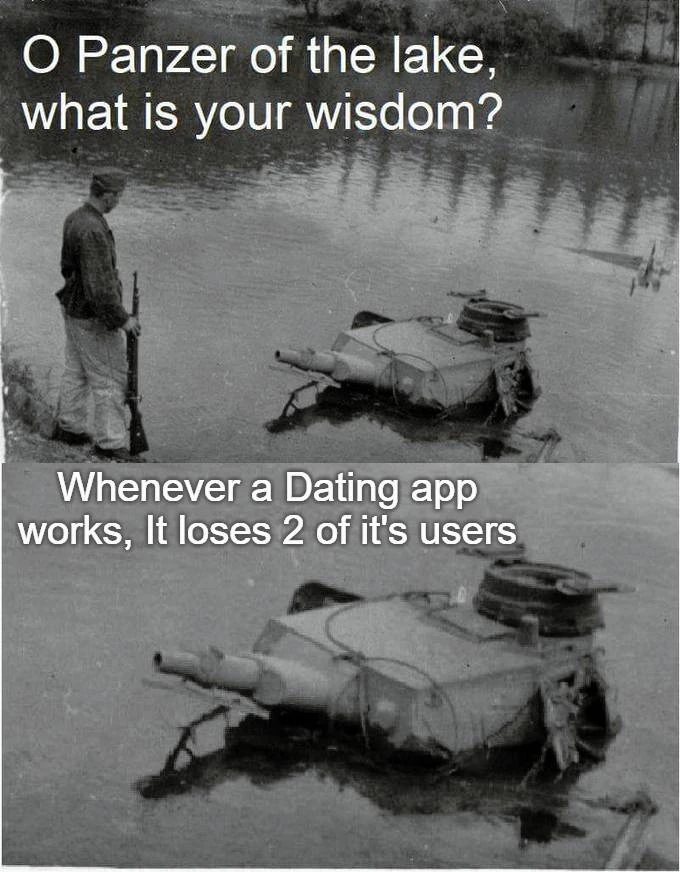 O Panzer of the lake,
what is your wisdom?
Whenever a Dating app
works, It loses 2 of it's users